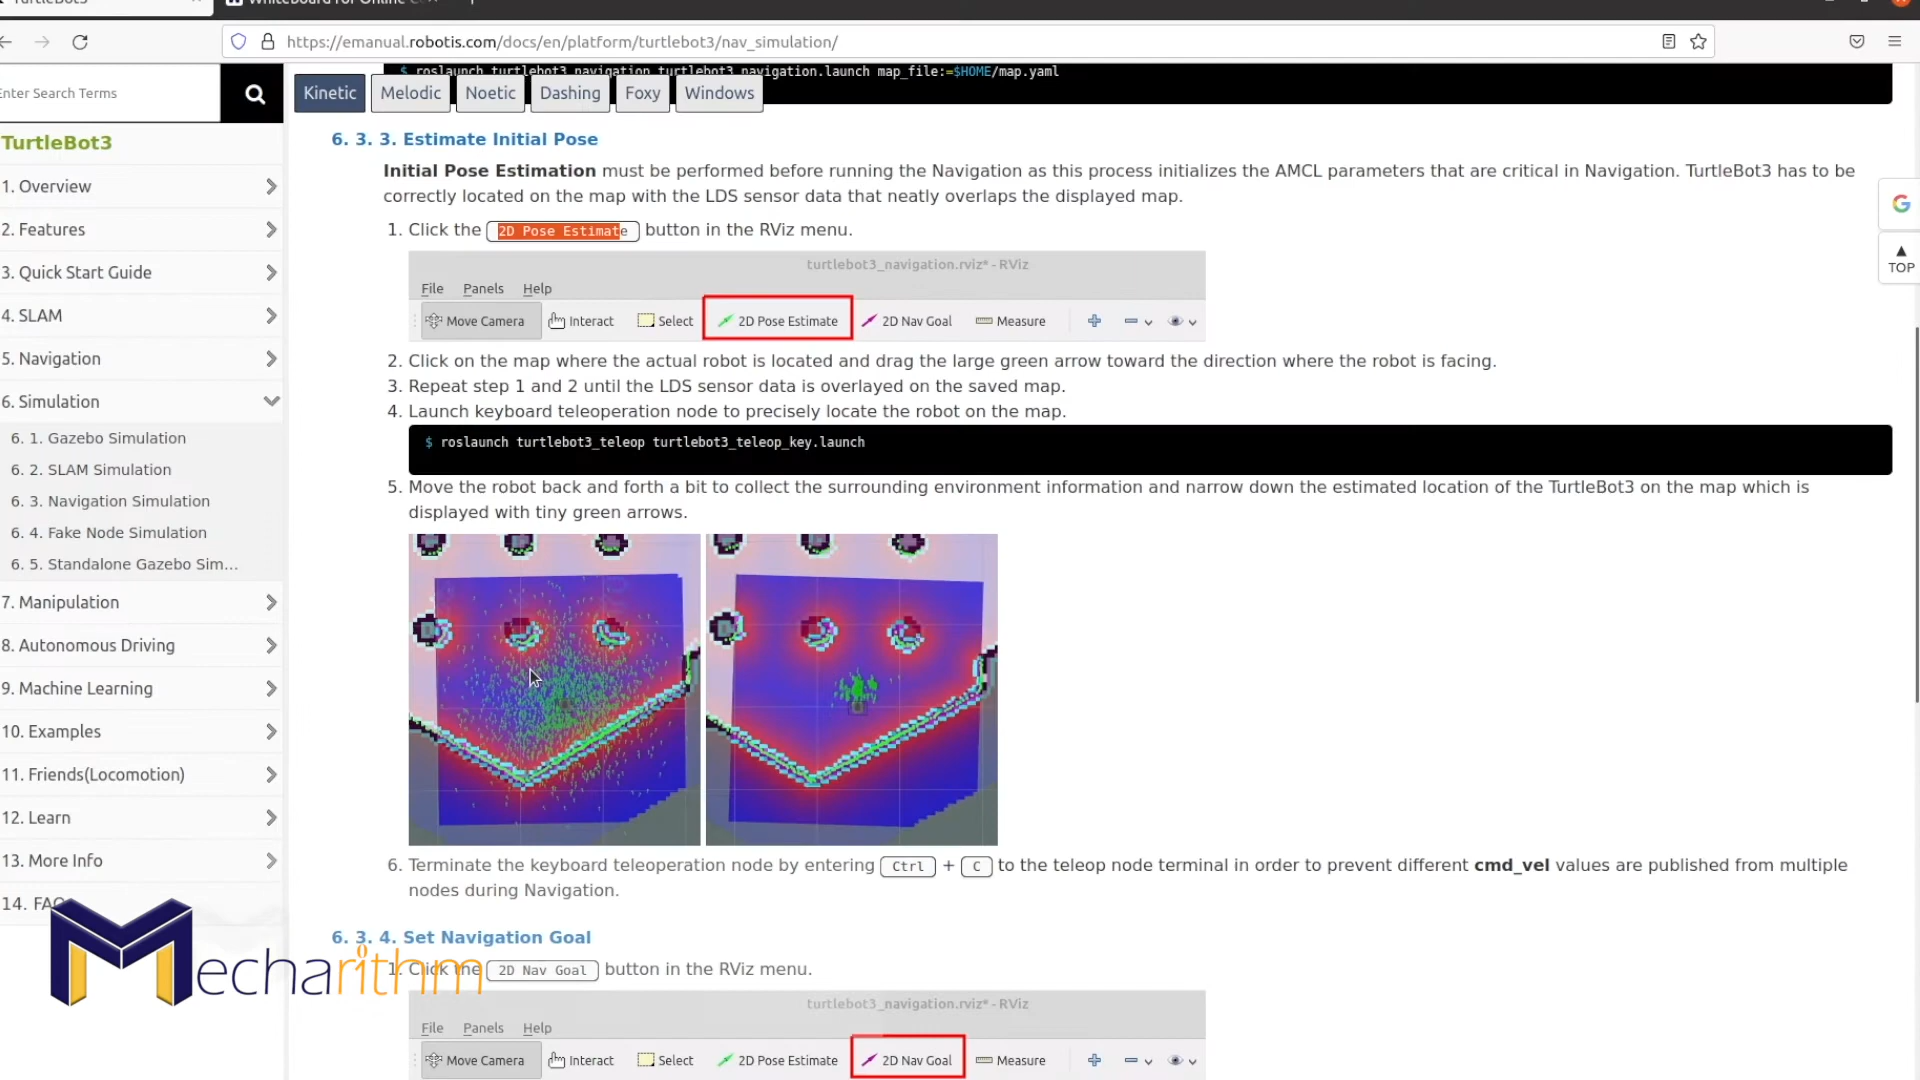 TurtleBot3
https://emanual.robotis.com/docs/en/platform/turtlebot3/nav_simulation/
$ roslaunch turtlebot3_navigation turtlebot3_navigation.launch map_file:=$HOME/map.yaml
Enter Search Terms
Kinetic Melodic Noetic Dashing Foxy Windows
TurtleBot3
1. Overview
2. Features
3. Quick Start Guide
4. SLAM
5. Navigation
6. Simulation
6. 1. Gazebo Simulation
6. 2. SLAM Simulation
6. 3. Navigation Simulation
6. 4. Fake Node Simulation
6. 5. Standalone Gazebo Sim...
7. Manipulation
8. Autonomous Driving
9. Machine Learning
10. Examples
11. Friends(Locomotion)
12. Learn
13. More Info
14. FAQ
6. 3. 3. Estimate Initial Pose
Initial Pose Estimation must be performed before running the Navigation as this process initializes the AMCL parameters that are critical in Navigation. TurtleBot3 has to be
correctly located on the map with the LDS sensor data that neatly overlaps the displayed map.
1. Click the 2D Pose Estimate button in the RViz menu.
turtlebot3_navigation.rviz* - RViz
File Panels Help
Move Camera Interact Select 2D Pose Estimate 2D Nav Goal Measure
2. Click on the map where the actual robot is located and drag the large green arrow toward the direction where the robot is facing.
3. Repeat step 1 and 2 until the LDS sensor data is overlayed on the saved map.
4. Launch keyboard teleoperation node to precisely locate the robot on the map.
$ roslaunch turtlebot3_teleop turtlebot3_teleop_key.launch
5. Move the robot back and forth a bit to collect the surrounding environment information and narrow down the estimated location of the TurtleBot3 on the map which is
displayed with tiny green arrows.
6. Terminate the keyboard teleoperation node by entering Ctrl + C to the teleop node terminal in order to prevent different cmd_vel values are published from multiple
nodes during Navigation.
6. 3. 4. Set Navigation Goal
1. Click the 2D Nav Goal button in the RViz menu.
turtlebot3_navigation.rviz* - RViz
File Panels Help
Move Camera Interact Select 2D Pose Estimate 2D Nav Goal Measure
G
TOP
Mecharithm